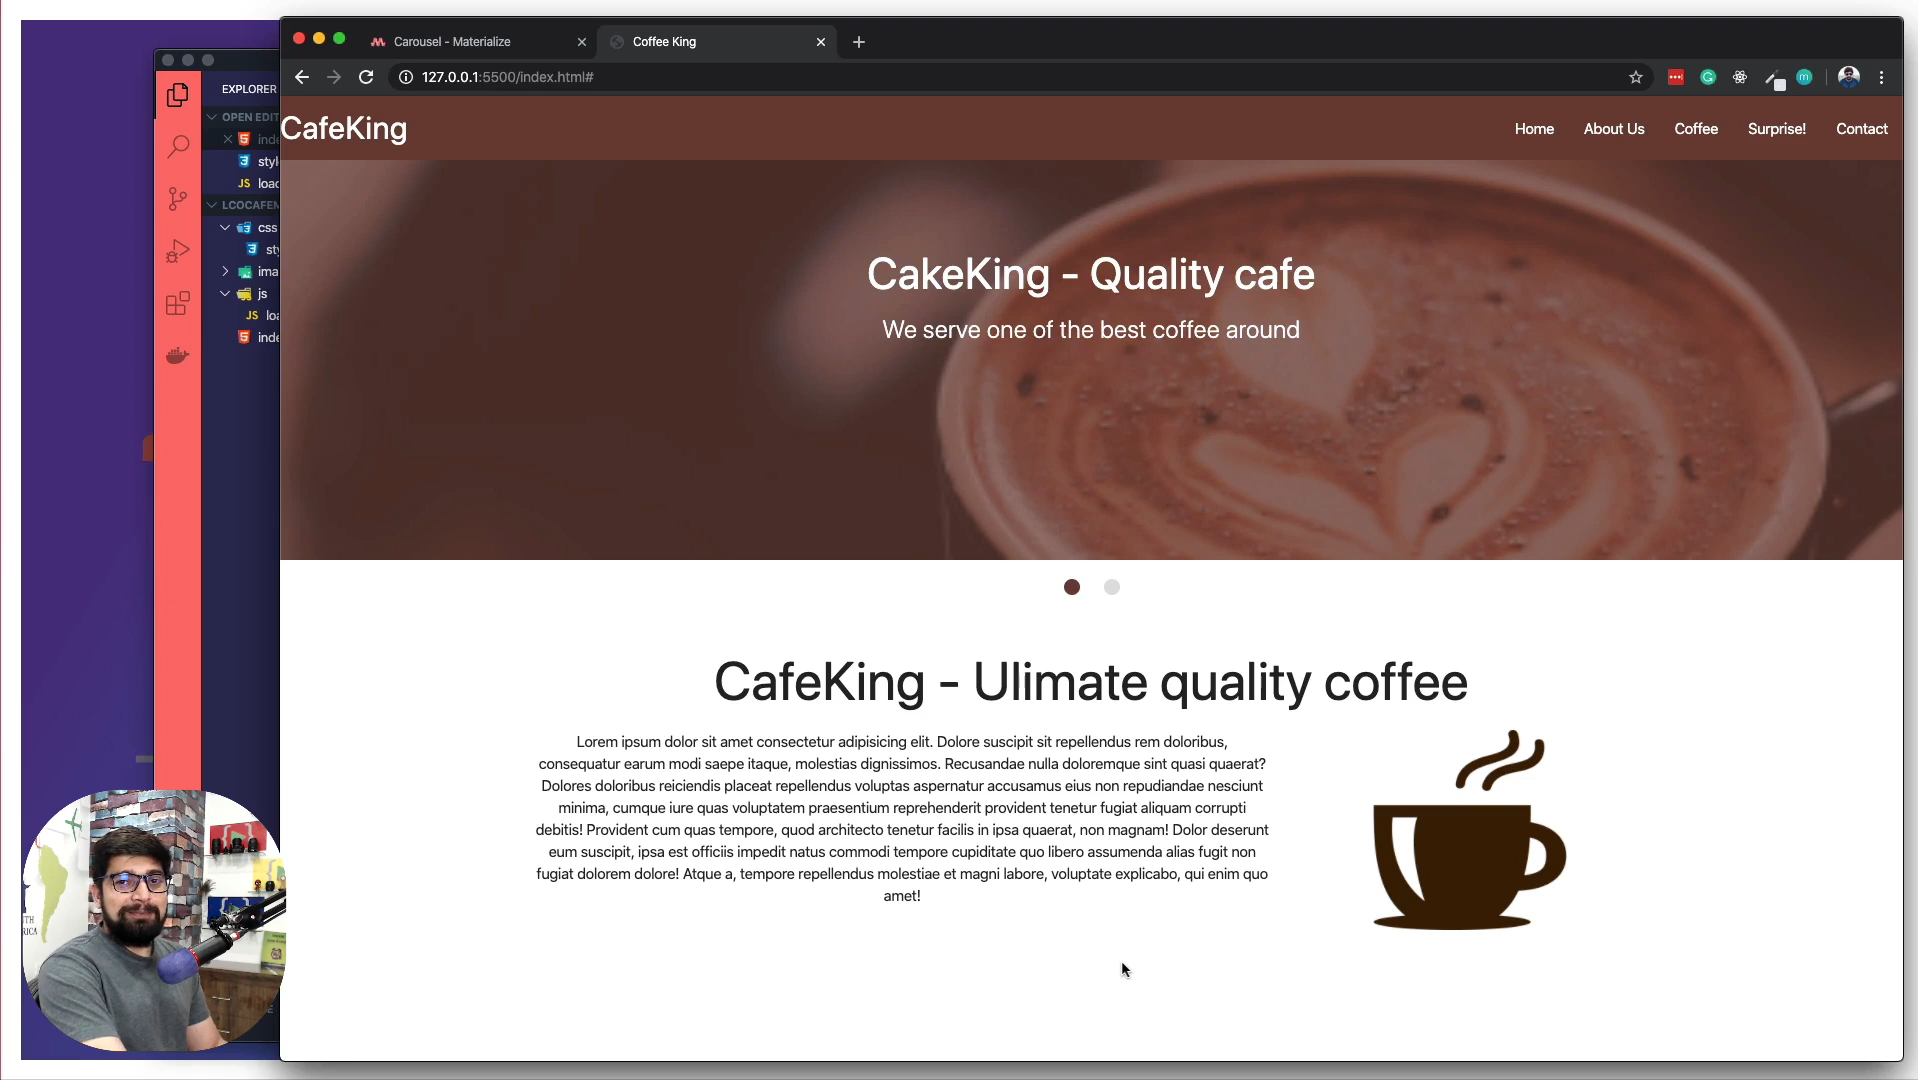 Carousel - Materialize
Coffee King
127.0.0.1:5500/index.html#
EXPLORER
OPEN EDIT
inde
styl
JS load
LCOCAFEM
css
sty
ima
js
JS loa
inde
CafeKing
Home
About Us
Coffee
Surprise!
Contact
CakeKing - Quality cafe
We serve one of the best coffee around
CafeKing - Ulimate quality coffee
Lorem ipsum dolor sit amet consectetur adipisicing elit. Dolore suscipit sit repellendus rem doloribus,
consequatur earum modi saepe itaque, molestias dignissimos. Recusandae nulla doloremque sint quasi quaerat?
Dolores doloribus reiciendis placeat repellendus voluptas aspernatur accusamus eius non repudiandae nesciunt
minima, cumque iure quas voluptatem praesentium reprehenderit provident tenetur fugiat aliquam corrupti
debitis! Provident cum quas tempore, quod architecto tenetur facilis in ipsa quaerat, non magnam! Dolor deserunt
eum suscipit, ipsa est officiis impedit natus commodi tempore cupiditate quo libero assumenda alias fugit non
fugiat dolorem dolore! Atque a, tempore repellendus molestiae et magni labore, voluptate explicabo, qui enim quo
amet!